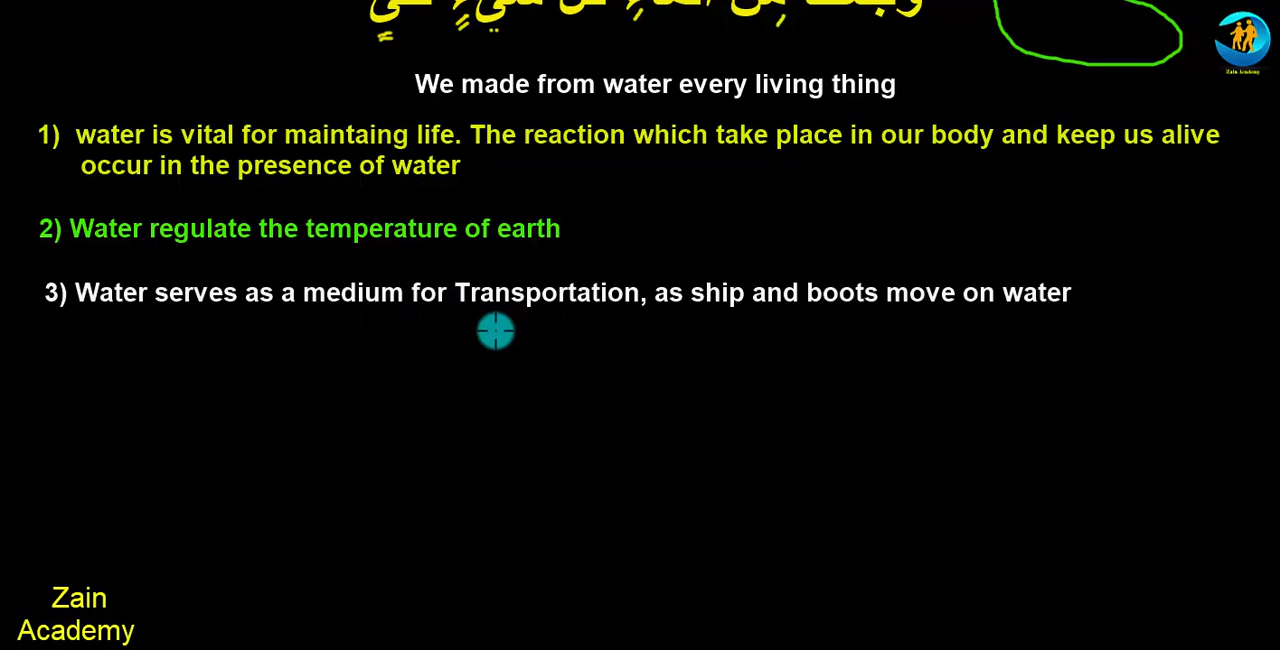 We made from water every living thing
1) water is vital for maintaing life. The reaction which take place in our body and keep us alive
occur in the presence of water
2) Water regulate the temperature of earth
3) Water serves as a medium for Transportation, as ship and boots move on water
Zain
Academy
Zain Academy